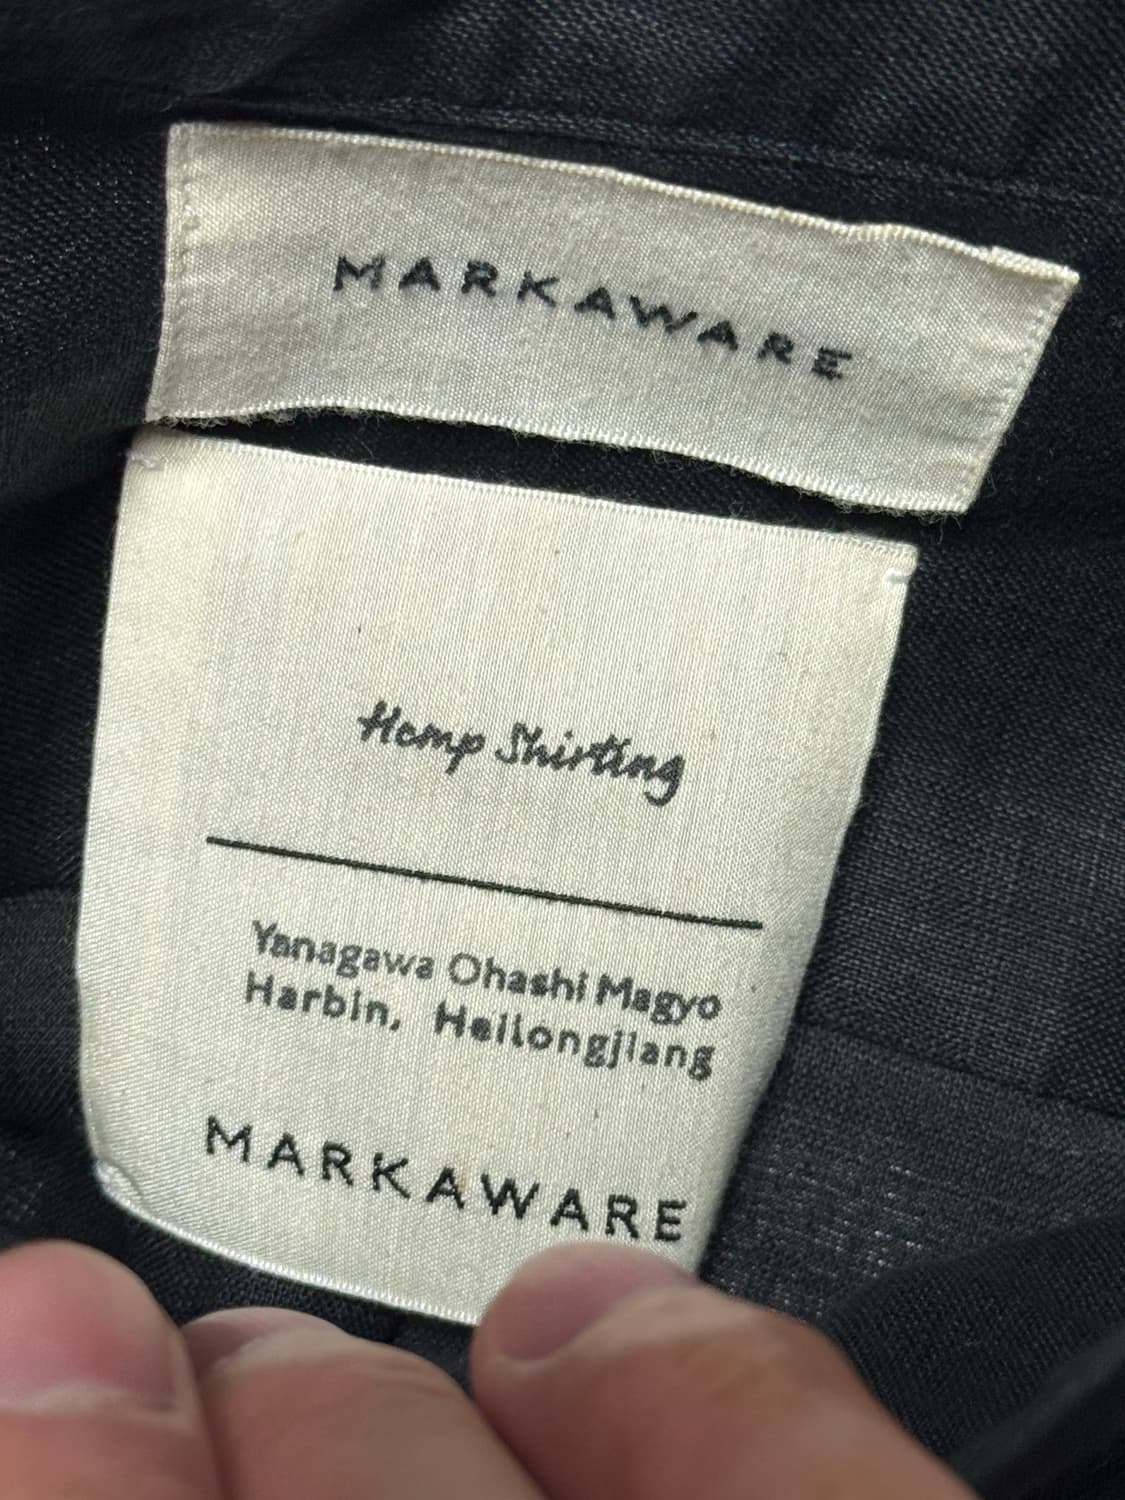 MARKAWARE
Hemp Shirting
Yanagawa Ohashi Magyo
Harbin, Heilongjiang
MARKAWARE